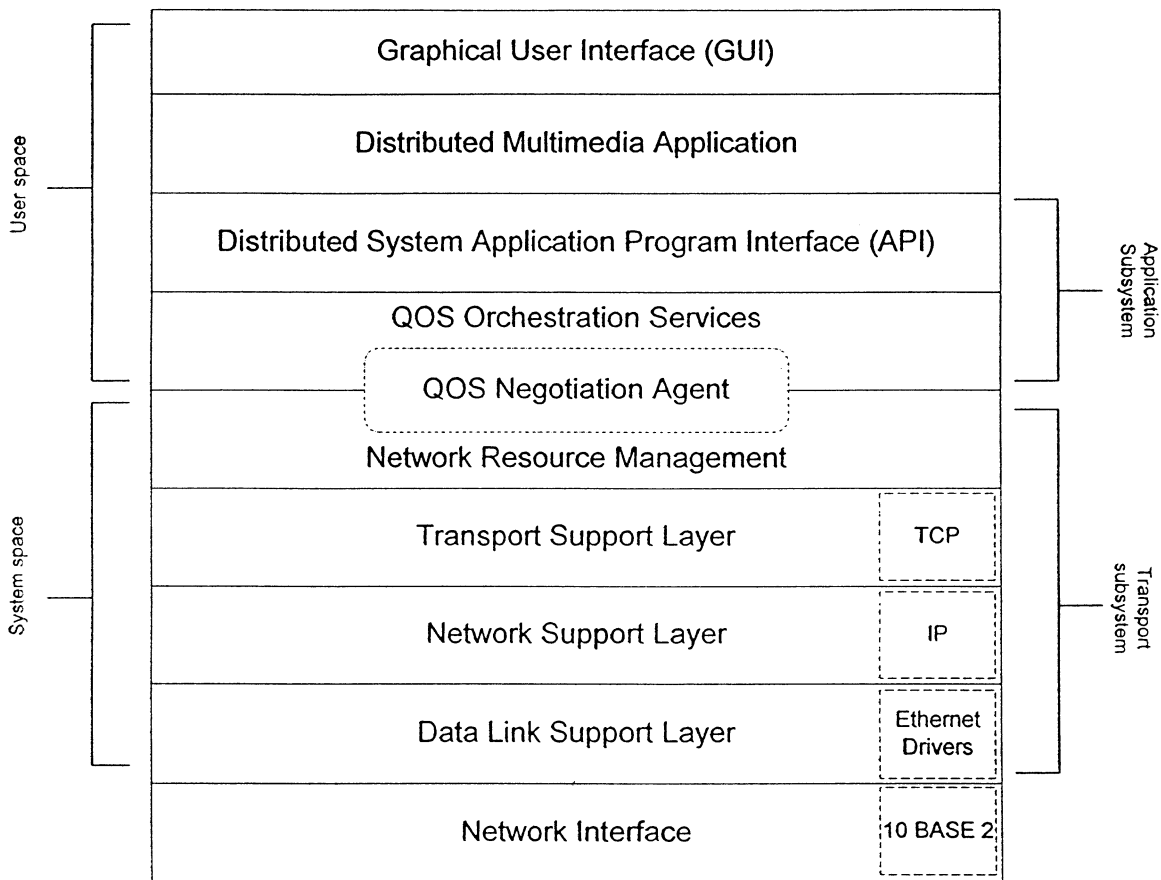 Graphical User Interface (GUI)
Distributed Multimedia Application
User space
Distributed System Application Program Interface (API)
Application
Subsystem
QOS Orchestration Services
QOS Negotiation Agent
Network Resource Management
Transport Support Layer
TCP
System space
Transport
subsystem
Network Support Layer
IP
Data Link Support Layer
Ethernet
Drivers
Network Interface
10 BASE 2